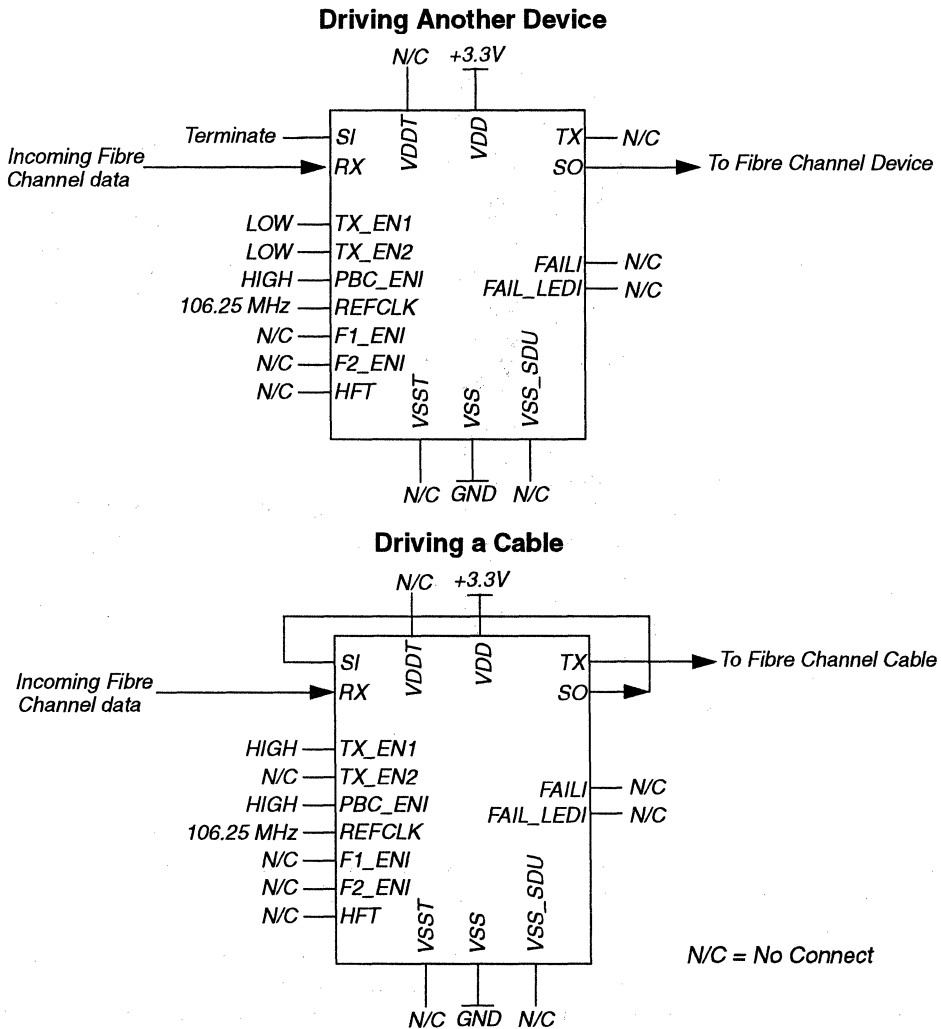 Driving Another Device
N/C +3.3V
Terminate SI VDDT VDD TX N/C
Incoming Fibre
Channel data
RX SO To Fibre Channel Device
LOW TX_EN1
LOW TX_EN2
FAILI N/C
HIGH PBC_ENI
FAIL_LEDI N/C
106.25 MHz REFCLK
N/C F1_ENI
N/C F2_ENI
N/C HFT
VSST VSS VSS_SDU
N/C GND N/C
Driving a Cable
N/C +3.3V
SI VDDT VDD TX To Fibre Channel Cable
Incoming Fibre
Channel data
RX SO
HIGH TX_EN1
N/C TX_EN2
FAILI N/C
HIGH PBC_ENI
FAIL_LEDI N/C
106.25 MHz REFCLK
N/C F1_ENI
N/C F2_ENI
N/C HFT
VSST VSS VSS_SDU
N/C = No Connect
N/C GND N/C